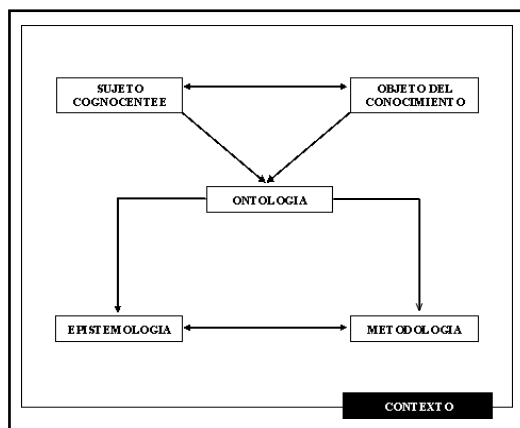 SUJETO
COGNOCENTEE
OBJETO DEL
CONOCIMIENTO
ONTOLOGIA
EPISTEMOLOGIA
METODOLOGIA
CONTEXTO